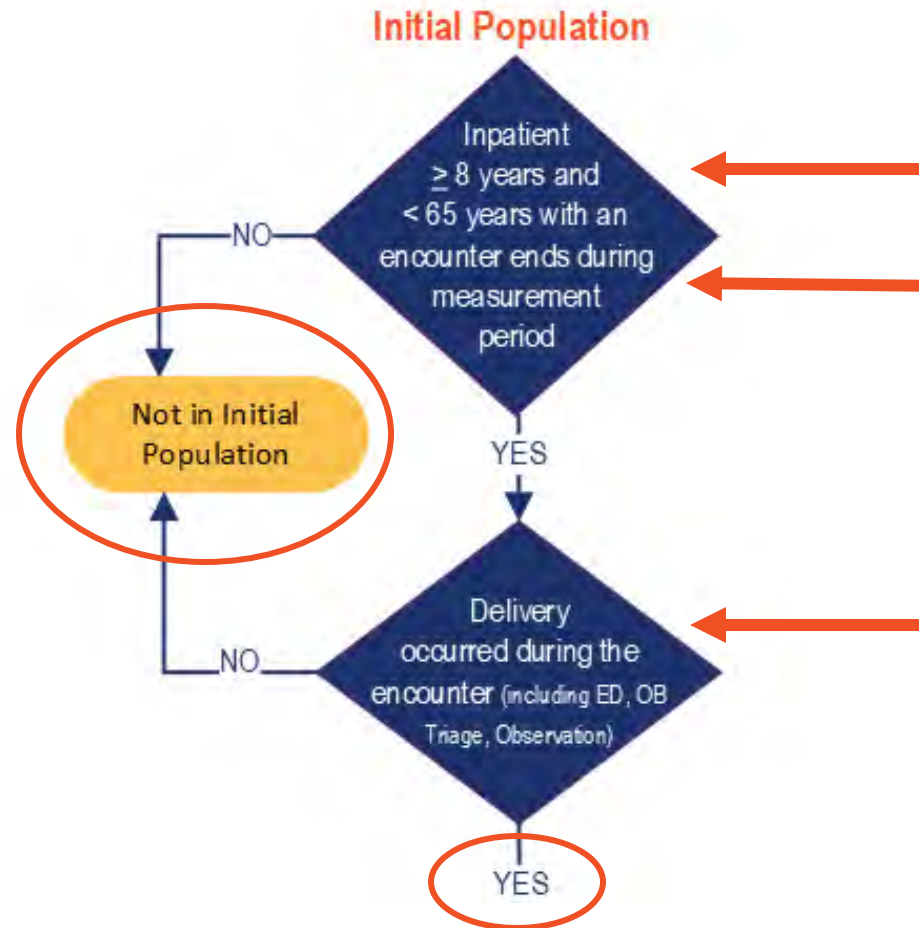 Initial Population
Inpatient
≥ 8 years and
< 65 years with an
encounter ends during
measurement
period
NO
Not in Initial
Population
YES
Delivery
occurred during the
encounter (including ED, OB
Triage, Observation)
NO
YES